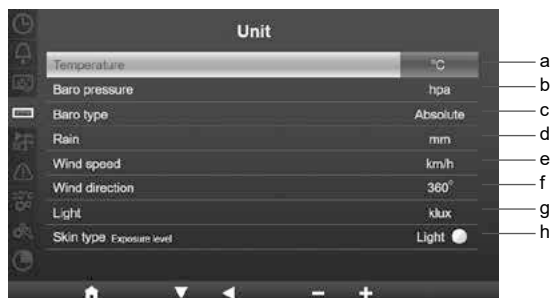 Unit
Temperature °C a
Baro pressure hpa b
Baro type Absolute c
Rain mm d
Wind speed km/h e
Wind direction 360° f
Light klux g
Skin type Exposure level Light h